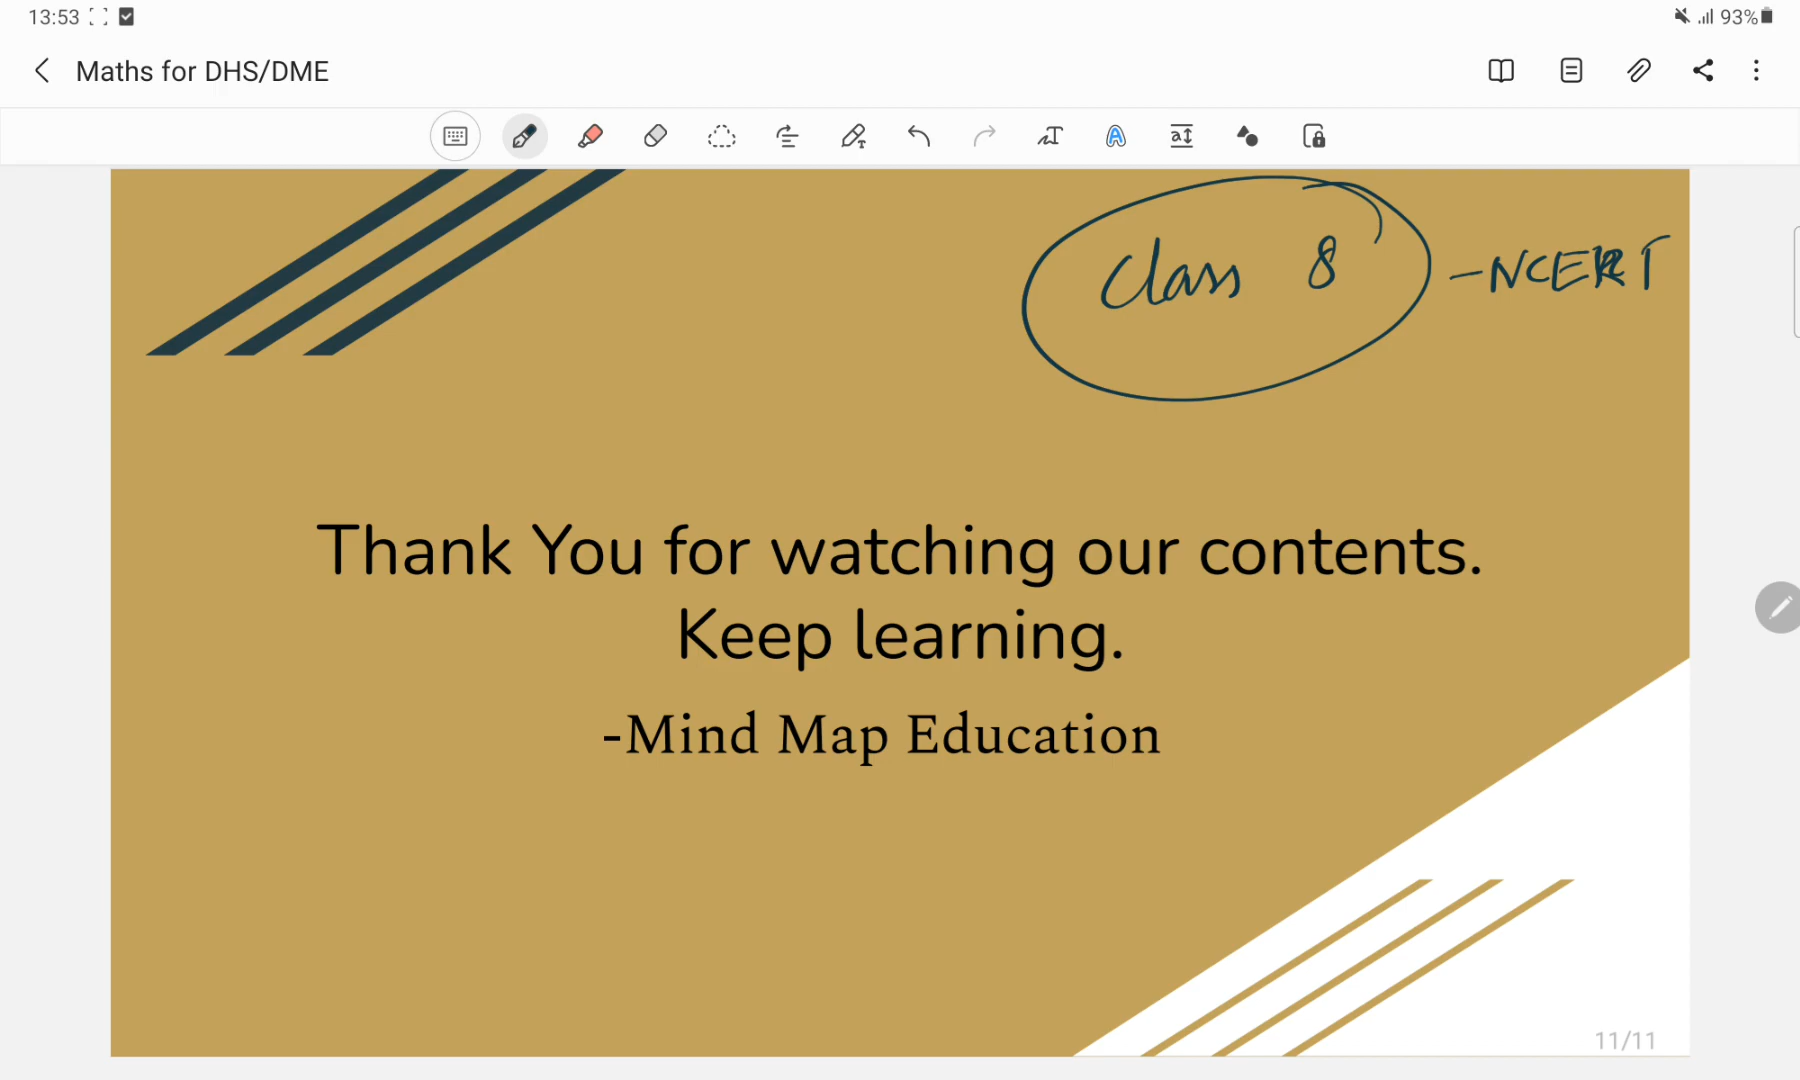 13:53
93%
Maths for DHS/DME
Class 8 - NCERT
Thank You for watching our contents.
Keep learning.
-Mind Map Education
11/11